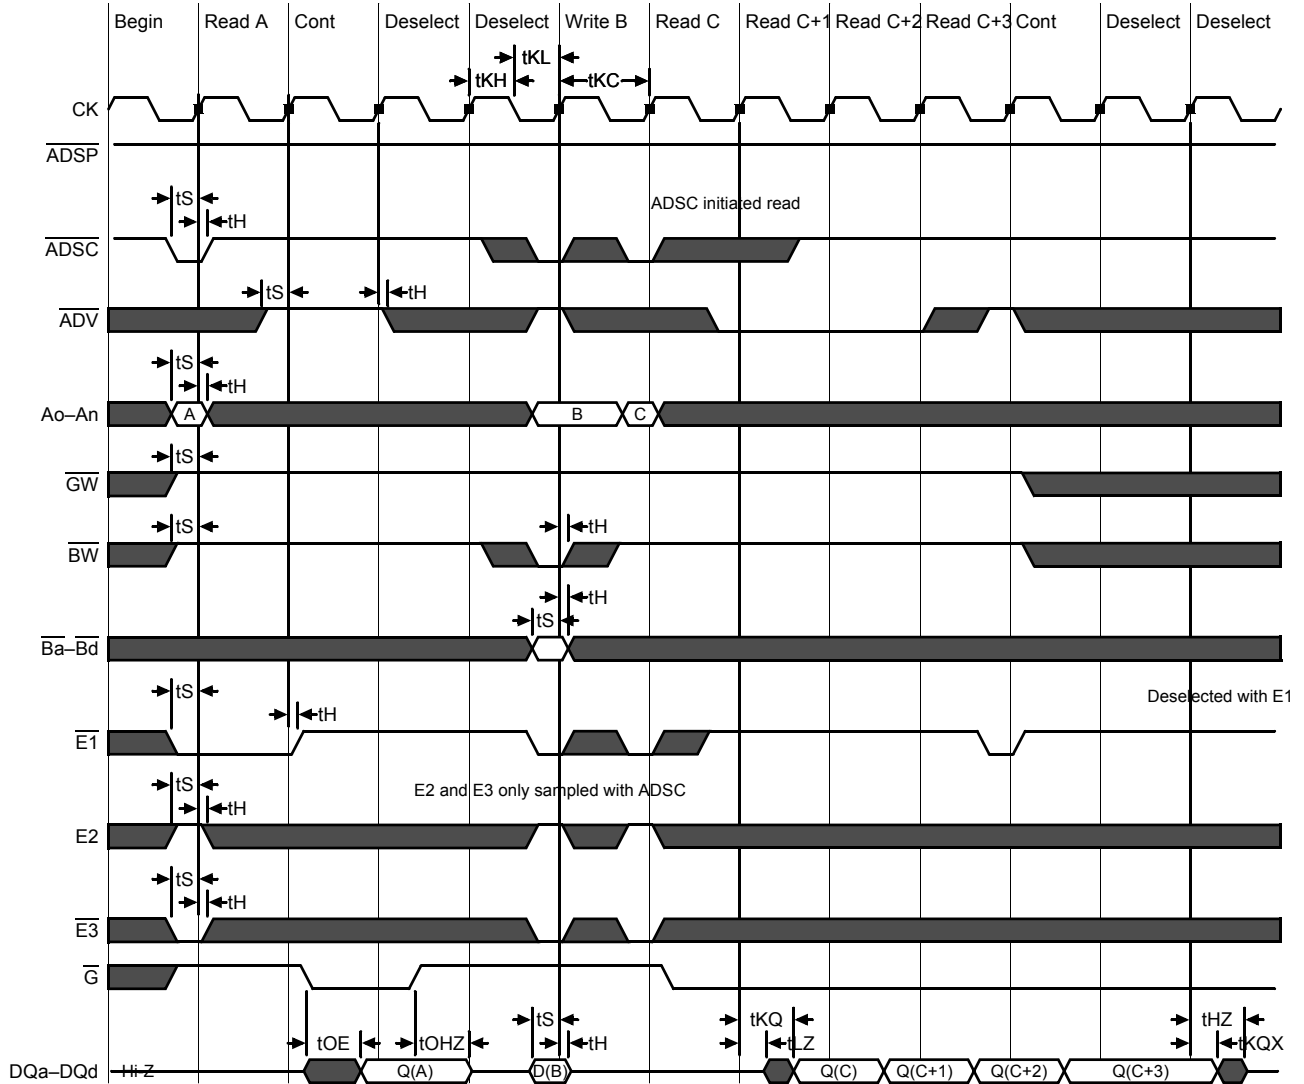 Begin Read A Cont Deselect Deselect Write B Read C Read C+1 Read C+2 Read C+3 Cont Deselect Deselect
tKL
tKH tKC
CK
ADSP
tS
ADSC initiated read
tH
ADSC
tS tH
ADV
tS
tH
Ao–An A B C
tS
GW
tS tH
BW
tH
tS
Ba–Bd
tS
Deselected with E1
tH
E1
tS
E2 and E3 only sampled with ADSC
tH
E2
tS
tH
E3
G
tS tKQ tHZ
tOE tOHZ tH tLZ tKQX
DQa–DQd Hi-Z Q(A) D(B) Q(C) Q(C+1) Q(C+2) Q(C+3)